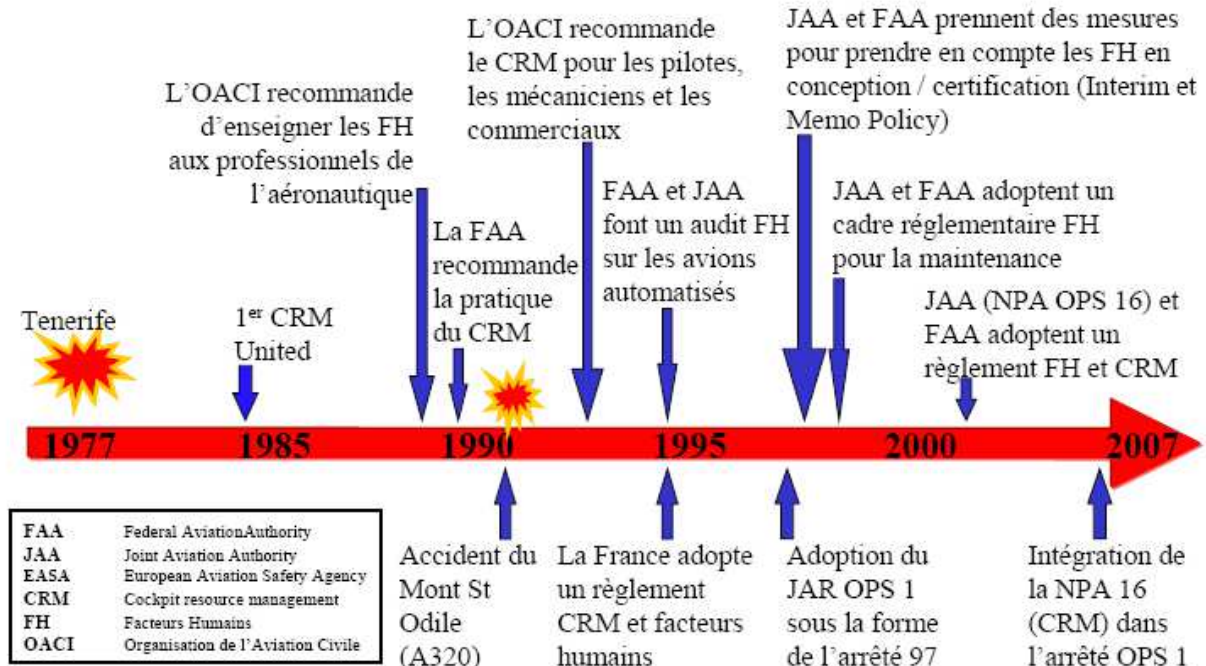 L'OACI recommande
d'enseigner les FH
aux professionnels de
l'aéronautique
L'OACI recommande
le CRM pour les pilotes,
les mécaniciens et les
commerciaux
JAA et FAA prennent des mesures
pour prendre en compte les FH en
conception / certification (Interim et
Memo Policy)
Tenerife
1er CRM
United
La FAA
recommande
la pratique
du CRM
FAA et JAA
font un audit FH
sur les avions
automatisés
JAA et FAA adoptent un
cadre réglementaire FH
pour la maintenance
JAA (NPA OPS 16) et
FAA adoptent un
règlement FH et CRM
1977 1985 1990 1995 2000 2007
FAA Federal AviationAuthority
JAA Joint Aviation Authority
EASA European Aviation Safety Agency
CRM Cockpit resource management
FH Facteurs Humains
OACI Organisation de l'Aviation Civile
Accident du
Mont St
Odile
(A320)
La France adopte
un règlement
CRM et facteurs
humains
Adoption du
JAR OPS 1
sous la forme
de l'arrêté 97
Intégration de
la NPA 16
(CRM) dans
l'arrêté OPS 1